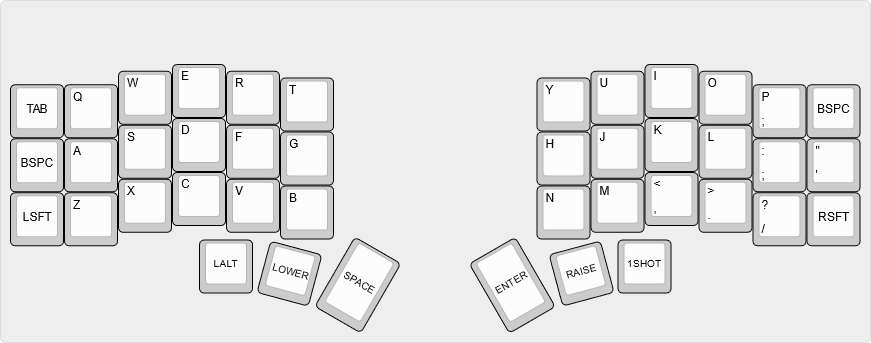 TAB Q W E R T
Y U I O P ; BSPC
BSPC A S D F G
H J K L : ; " '
LSFT Z X C V B
N M < , > . ? / RSFT
LALT LOWER SPACE
ENTER RAISE 1SHOT